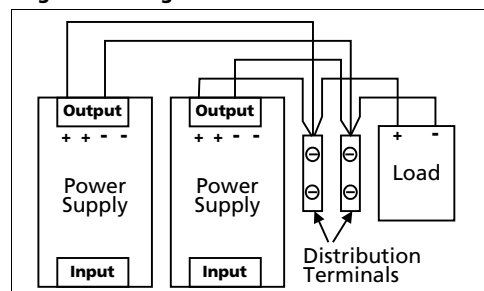 Output
+ + - -
Power
Supply
Input
Output
+ + - -
Power
Supply
Input
+ -
Load
Distribution
Terminals